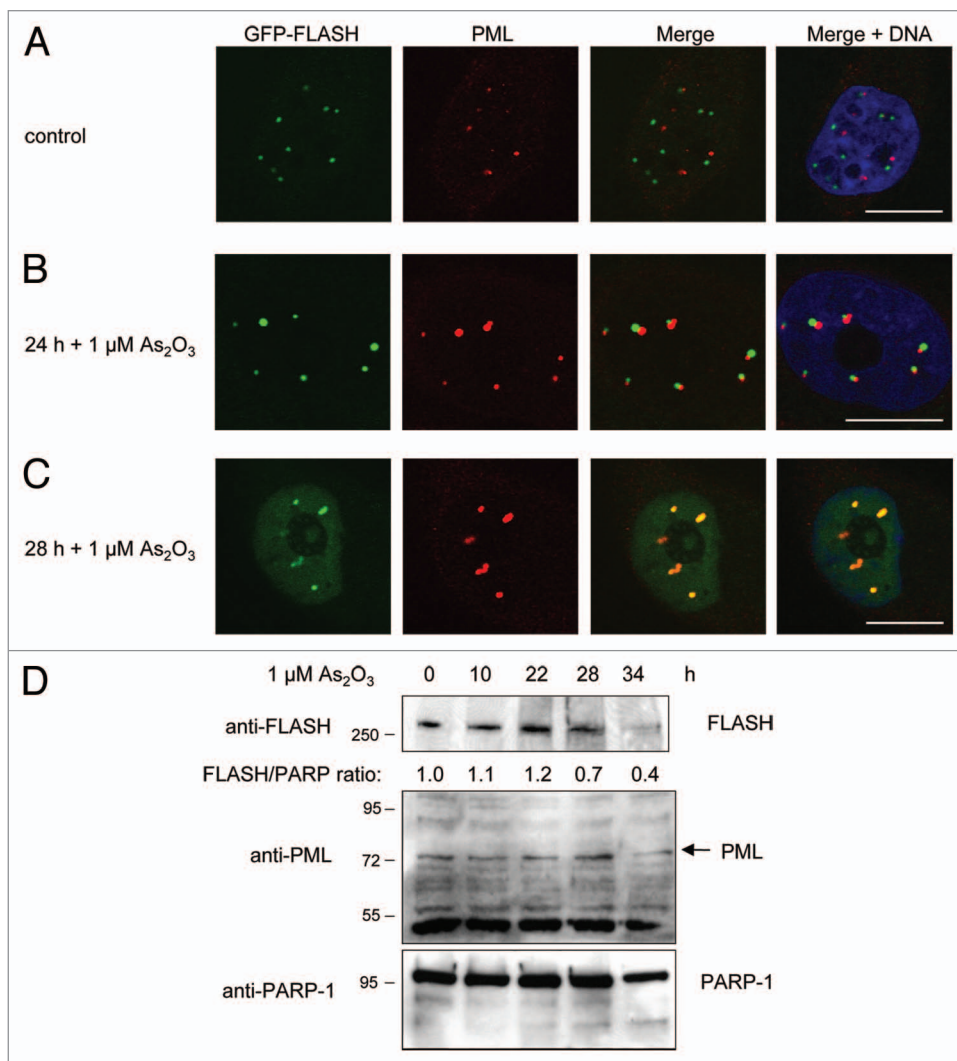 A
GFP-FLASH PML Merge Merge + DNA
control
B
24 h + 1 µM As₂O₃
C
28 h + 1 µM As₂O₃
D
1 µM As₂O₃ 0 10 22 28 34 h
anti-FLASH 250 – FLASH
FLASH/PARP ratio: 1.0 1.1 1.2 0.7 0.4
95 –
anti-PML 72 – PML
55 –
anti-PARP-1 95 – PARP-1